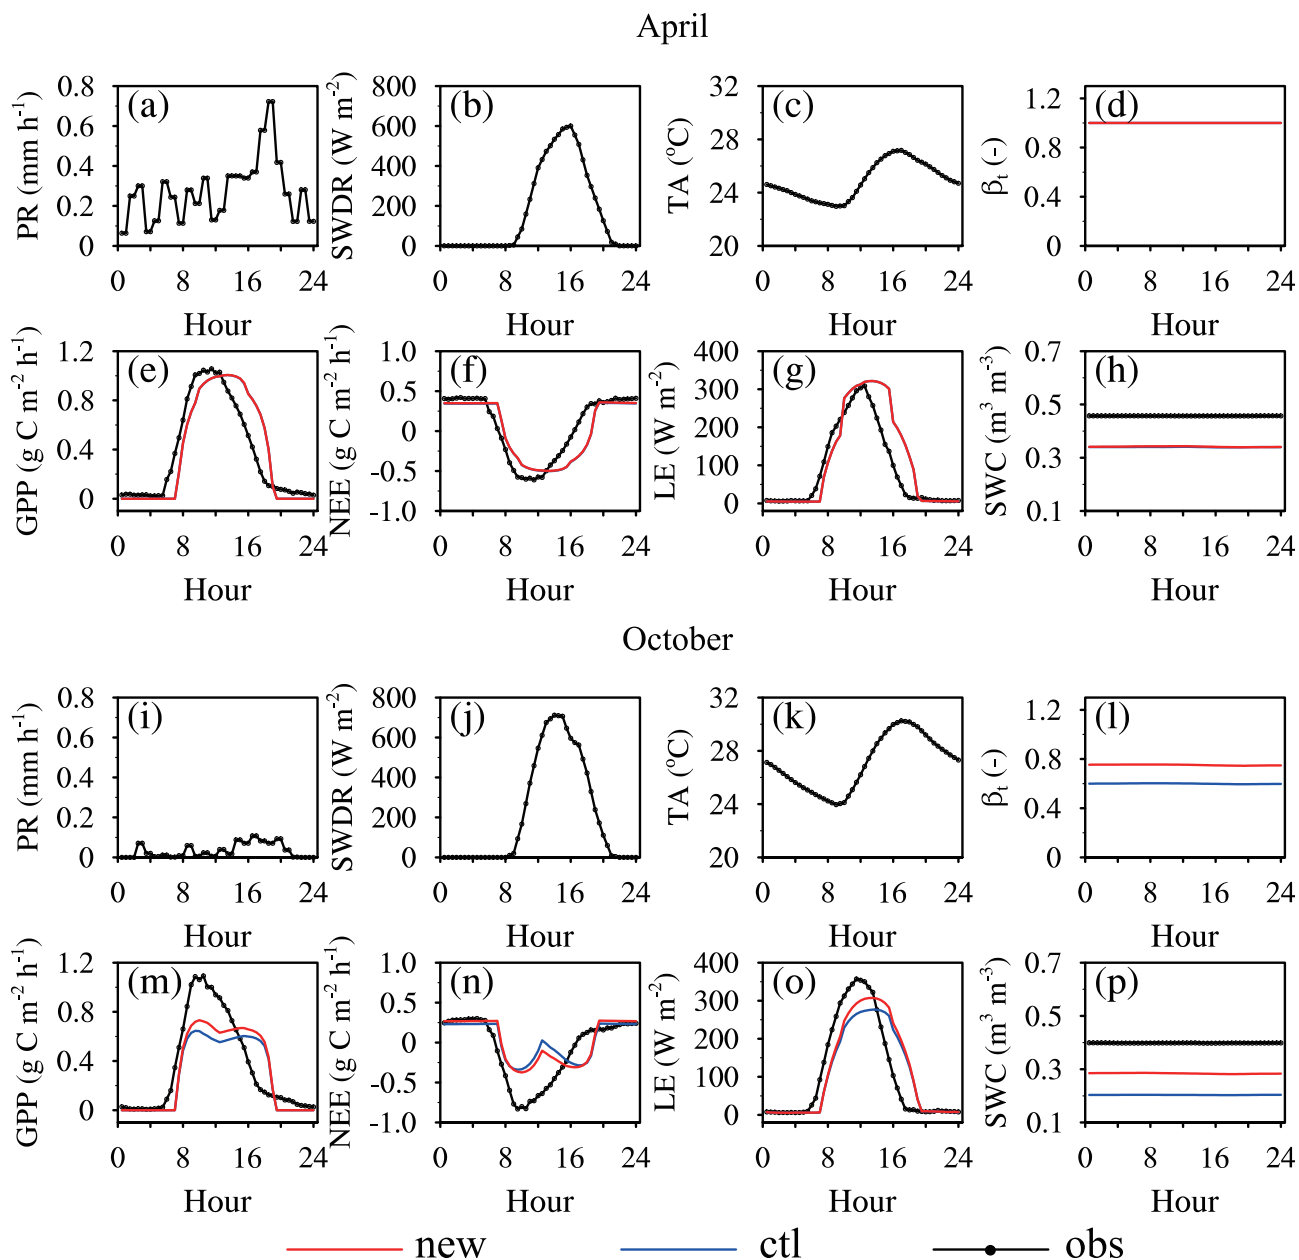 April
(a) (b) (c) (d)
PR (mm h-1)
0.8 0.6 0.4 0.2 0
0 8 16 24
Hour
SWDR (W m-2)
800 600 400 200 0
0 8 16 24
Hour
TA (ºC)
32 28 24 20
0 8 16 24
Hour
βt (-)
1.2 0.8 0.4 0
0 8 16 24
Hour
(e) (f) (g) (h)
GPP (g C m-2 h-1)
1.2 0.8 0.4 0
0 8 16 24
Hour
NEE (g C m-2 h-1)
1.0 0.5 0 -0.5 -1.0
0 8 16 24
Hour
LE (W m-2)
400 300 200 100 0
0 8 16 24
Hour
SWC (m3 m-3)
0.7 0.5 0.3 0.1
0 8 16 24
Hour
October
(i) (j) (k) (l)
PR (mm h-1)
0.8 0.6 0.4 0.2 0
0 8 16 24
Hour
SWDR (W m-2)
800 600 400 200 0
0 8 16 24
Hour
TA (ºC)
32 28 24 20
0 8 16 24
Hour
βt (-)
1.2 0.8 0.4 0
0 8 16 24
Hour
(m) (n) (o) (p)
GPP (g C m-2 h-1)
1.2 0.8 0.4 0
0 8 16 24
Hour
NEE (g C m-2 h-1)
1.0 0.5 0 -0.5 -1.0
0 8 16 24
Hour
LE (W m-2)
400 300 200 100 0
0 8 16 24
Hour
SWC (m3 m-3)
0.7 0.5 0.3 0.1
0 8 16 24
Hour
new ctl obs